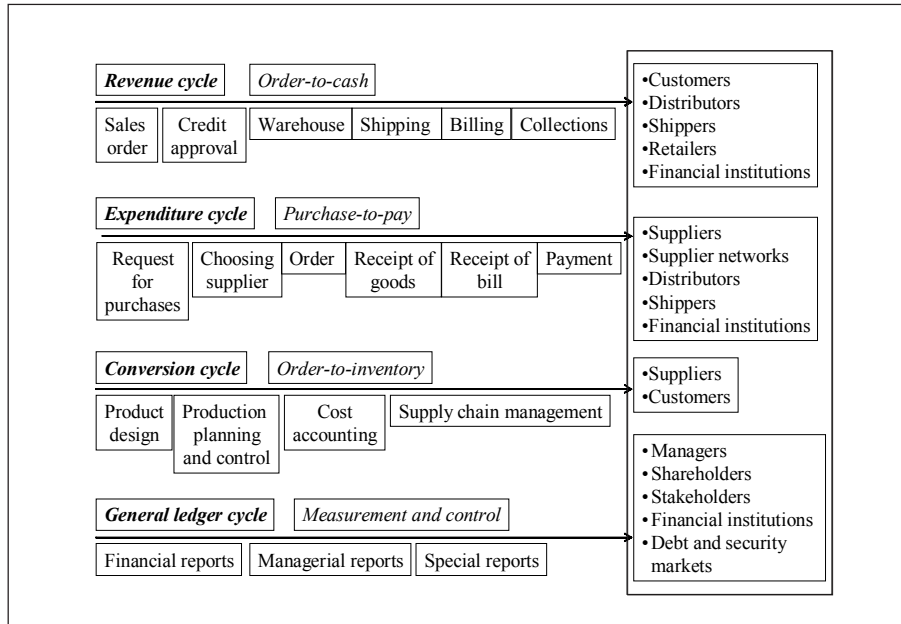 Revenue cycle
Order-to-cash
Sales
order
Credit
approval
Warehouse
Shipping
Billing
Collections
•Customers
•Distributors
•Shippers
•Retailers
•Financial institutions
Expenditure cycle
Purchase-to-pay
Request
for
purchases
Choosing
supplier
Order
Receipt of
goods
Receipt of
bill
Payment
•Suppliers
•Supplier networks
•Distributors
•Shippers
•Financial institutions
Conversion cycle
Order-to-inventory
Product
design
Production
planning
and control
Cost
accounting
Supply chain management
•Suppliers
•Customers
General ledger cycle
Measurement and control
Financial reports
Managerial reports
Special reports
•Managers
•Shareholders
•Stakeholders
•Financial institutions
•Debt and security
markets